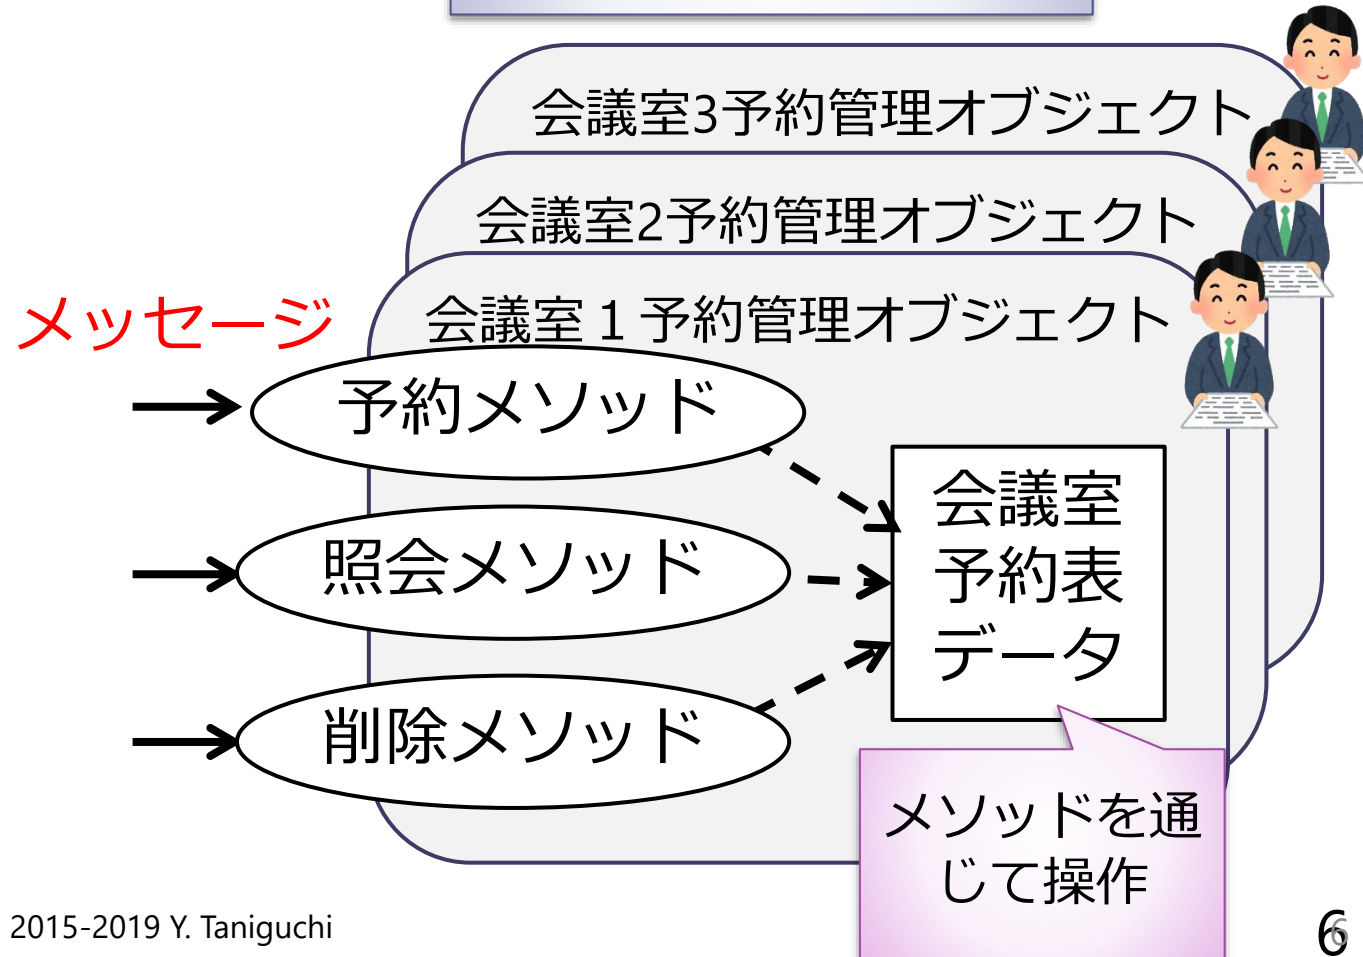 会議室3予約管理オブジェクト
会議室2予約管理オブジェクト
メッセージ
会議室１予約管理オブジェクト
予約メソッド
照会メソッド
削除メソッド
会議室
予約表
データ
メソッドを通
じて操作
2015-2019 Y. Taniguchi
6
6